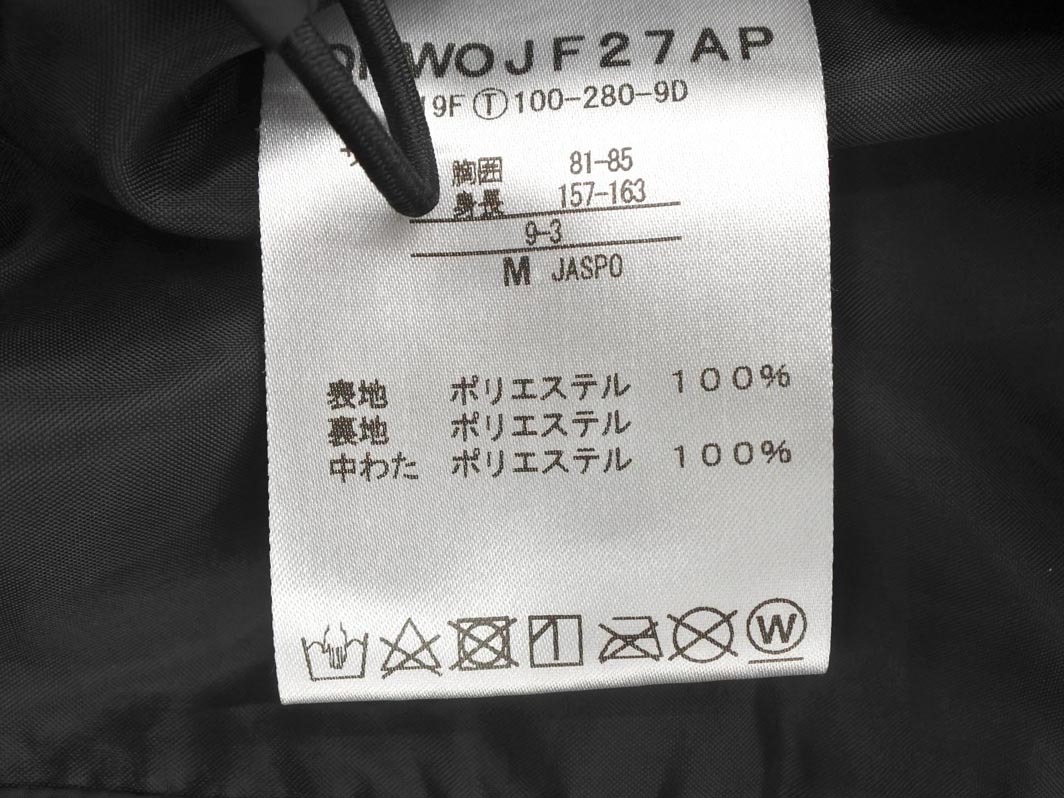 WOJF27AP
19F Ⓣ100-280-9D
胸囲 81-85
身長 157-163
9-3
M JASPO
表地 ポリエステル 100%
裏地 ポリエステル
中わた ポリエステル 100%
W